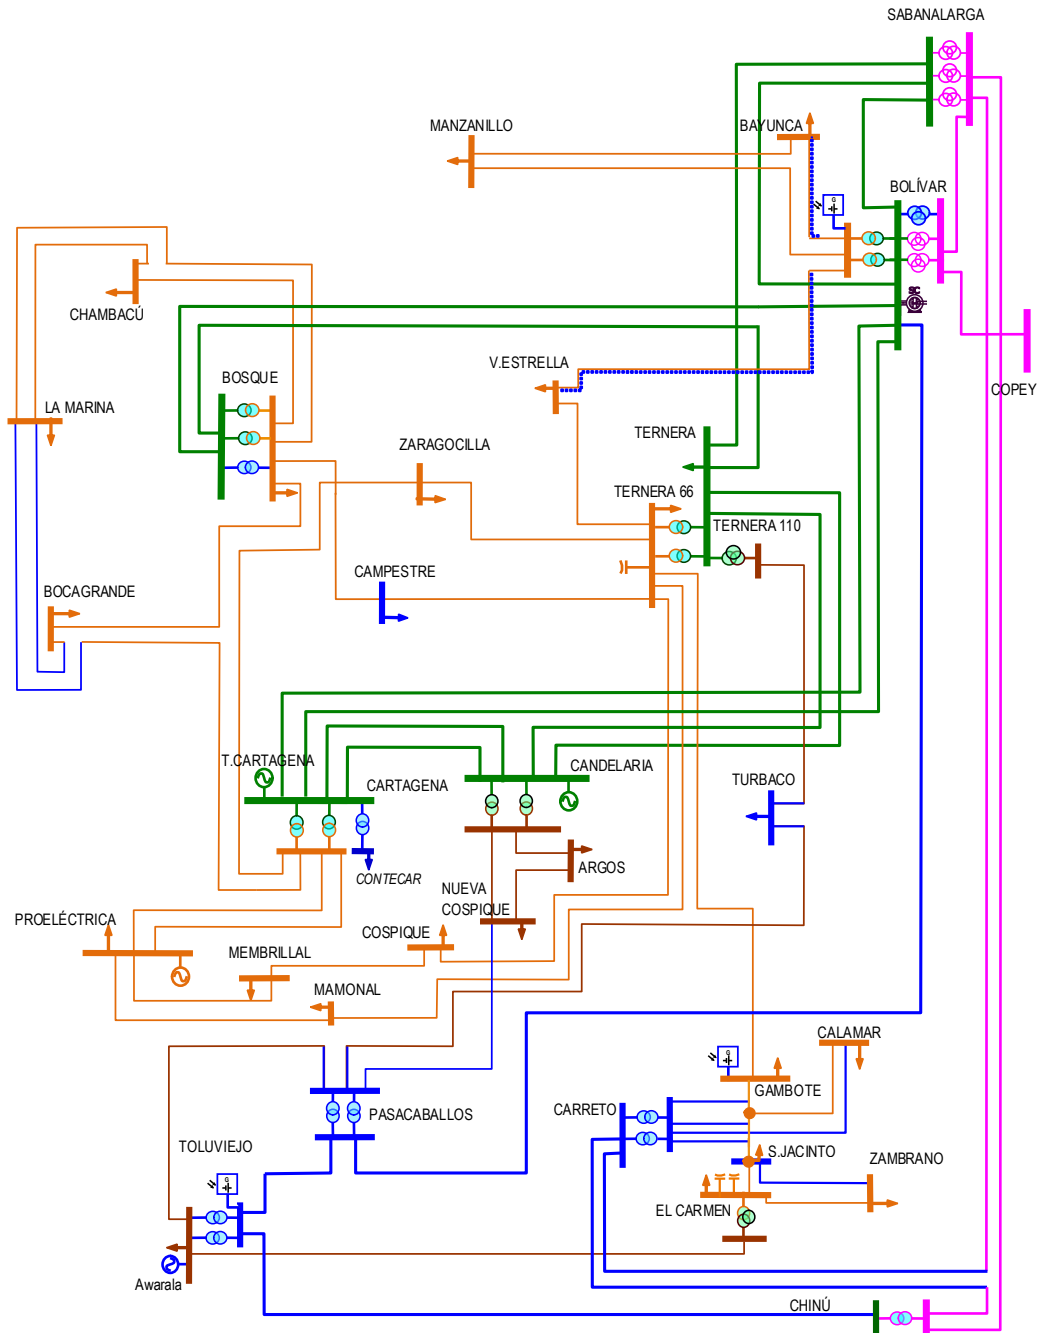 SABANALARGA
MANZANILLO
BAYUNCA
G
BOLÍVAR
SC
CHAMBACÚ
V.ESTRELLA
COPEY
BOSQUE
LA MARINA
TERNERA
ZARAGOCILLA
TERNERA 66
TERNERA 110
CAMPESTRE
BOCAGRANDE
T.CARTAGENA
CANDELARIA
CARTAGENA
TURBACO
ARGOS
CONTECAR
NUEVA
COSPIQUE
PROELÉCTRICA
COSPIQUE
MEMBRILLAL
MAMONAL
CALAMAR
G
GAMBOTE
CARRETO
PASACABALLOS
TOLUVIEJO
S.JACINTO
ZAMBRANO
G
EL CARMEN
Awarala
CHINÚ